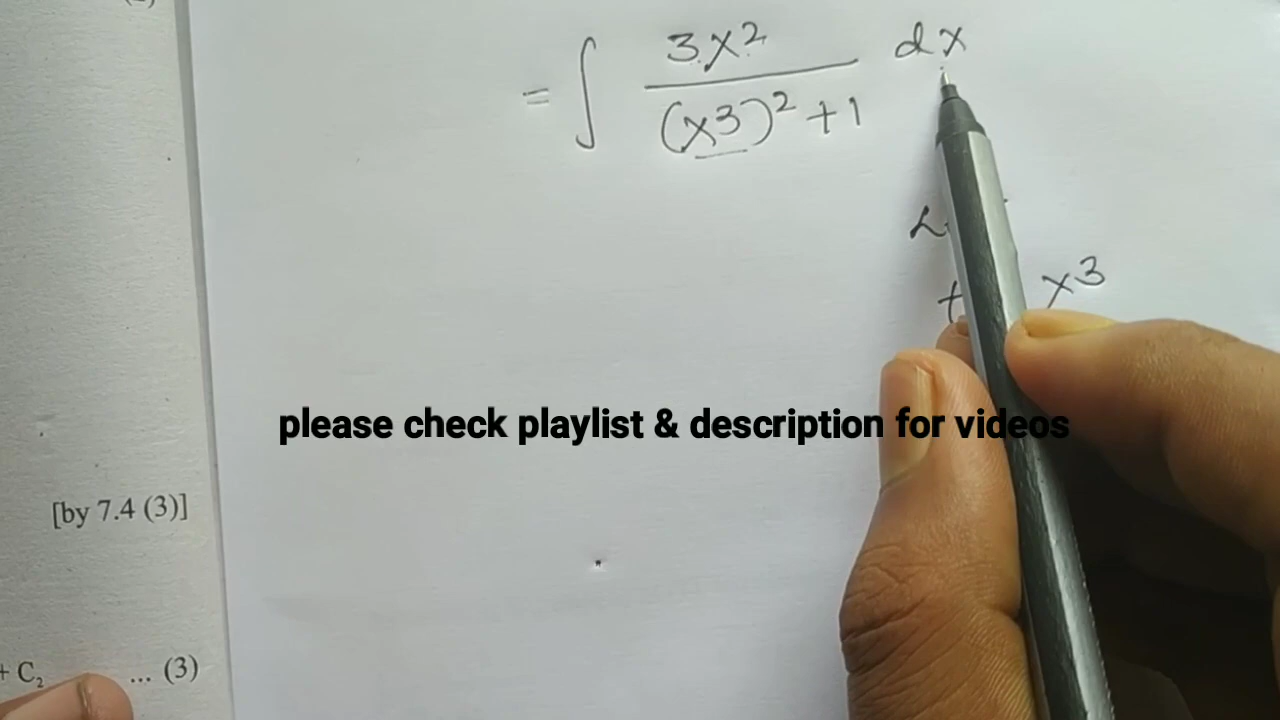 = ∫ 3x² / (x3)² + 1 dx
t x³
please check playlist & description for videos
[by 7.4 (3)]
+ C₂ ... (3)